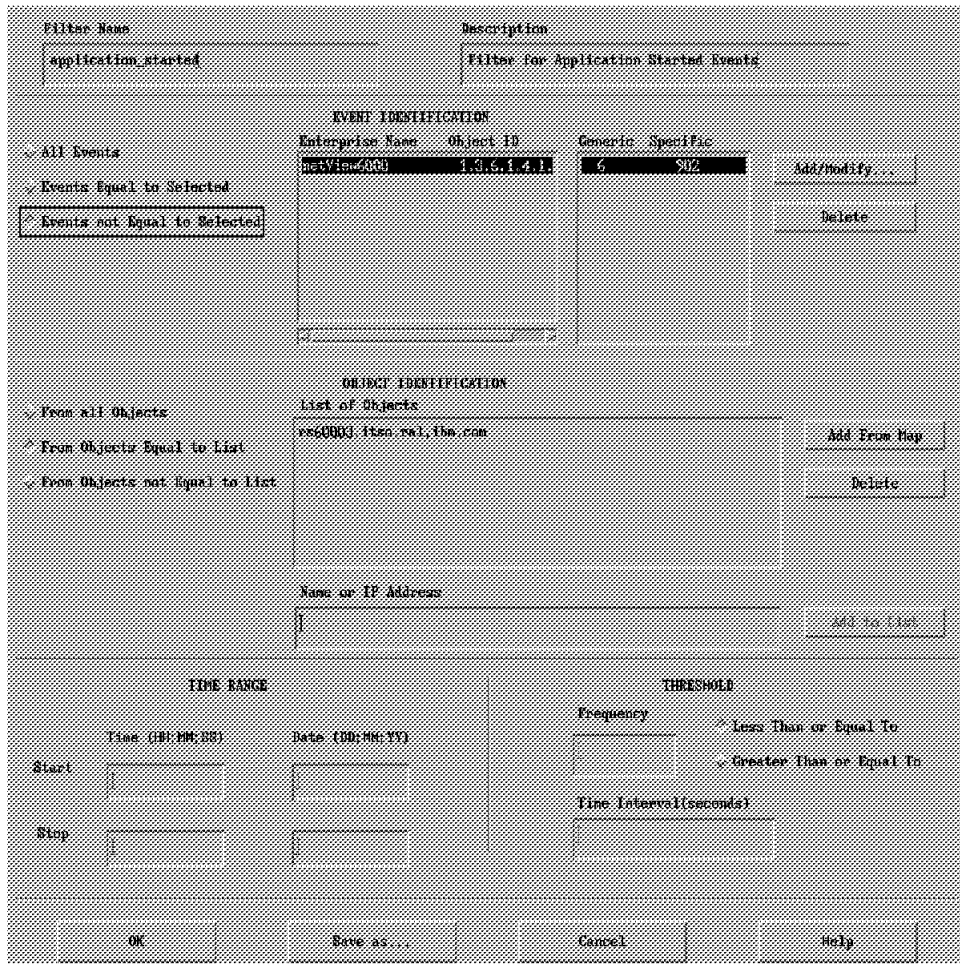 Filter Name Description
application_started Filter for Application Started Events
EVENT IDENTIFICATION
Enterprise Name Object ID Generic Specific
All Events
netView6000 1.3.6.1.4.1. 6 902 Add/Modify...
Events Equal to Selected
Events not Equal to Selected Delete
OBJECT IDENTIFICATION
List of Objects
From all Objects
rs60003.itso.ral.ibm.com Add From Map
From Objects Equal to List
From Objects not Equal to List Delete
Name or IP Address
Add to List
TIME RANGE THRESHOLD
Frequency
Time (HH:MM:SS) Date (DD:MM:YY) Less Than or Equal To
Start Greater Than or Equal To
Time Interval(seconds)
Stop
OK Save as... Cancel Help